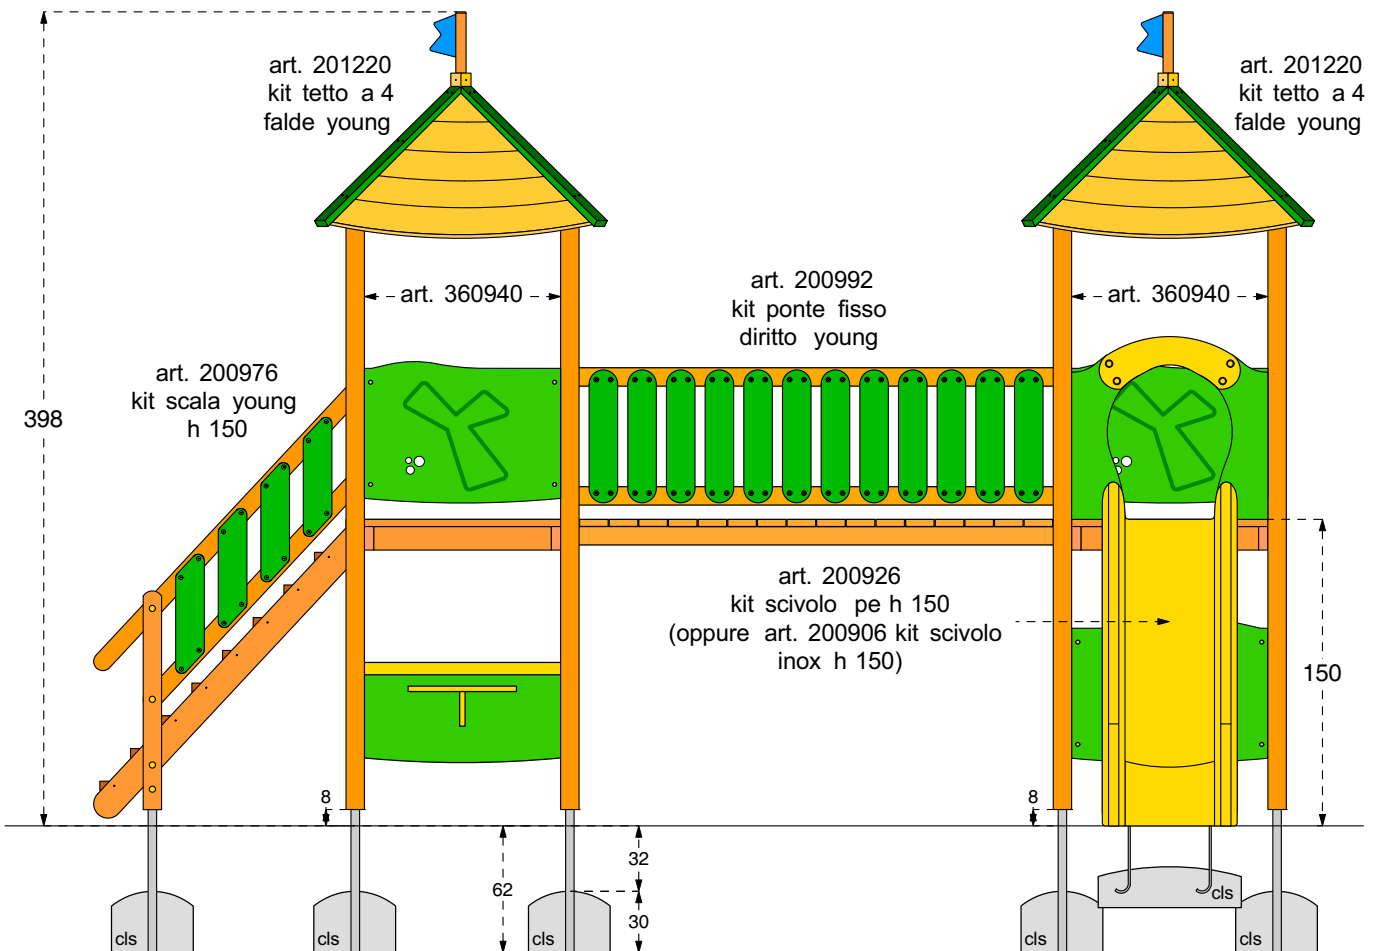 art. 201220
kit tetto a 4
falde young
art. 201220
kit tetto a 4
falde young
art. 360940
art. 200992
kit ponte fisso
diritto young
art. 360940
art. 200976
kit scala young
h 150
398
art. 200926
kit scivolo pe h 150
(oppure art. 200906 kit scivolo
inox h 150)
150
8
8
32
62
30
cls
cls
cls
cls
cls
cls